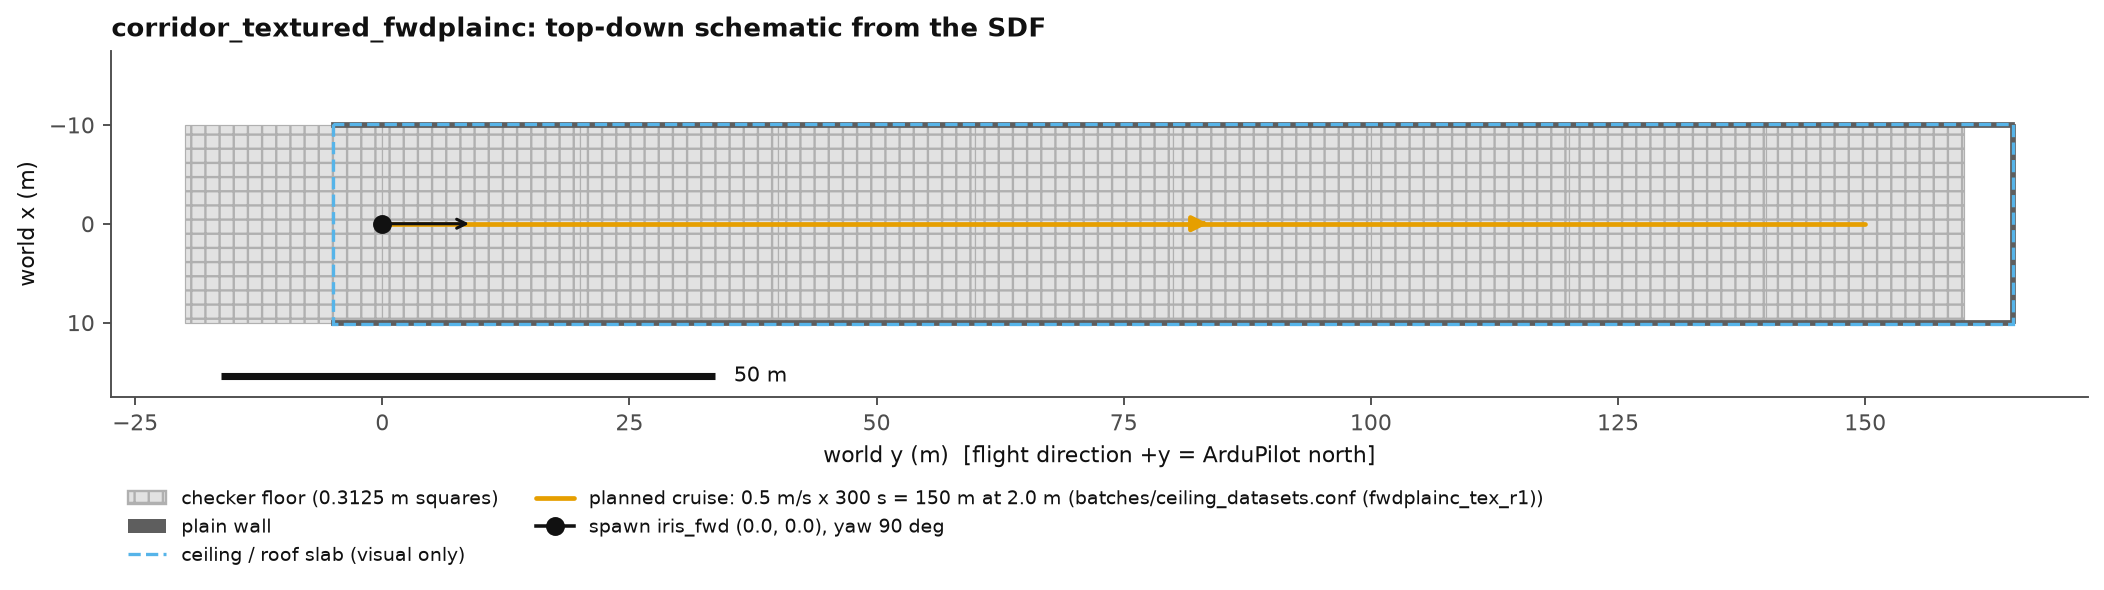 corridor_textured_fwdplainc: top-down schematic from the SDF
world x (m)
−10
0
10
50 m
−25 0 25 50 75 100 125 150
world y (m)  [flight direction +y = ArduPilot north]
checker floor (0.3125 m squares)
plain wall
ceiling / roof slab (visual only)
planned cruise: 0.5 m/s x 300 s = 150 m at 2.0 m (batches/ceiling_datasets.conf (fwdplainc_tex_r1))
spawn iris_fwd (0.0, 0.0), yaw 90 deg